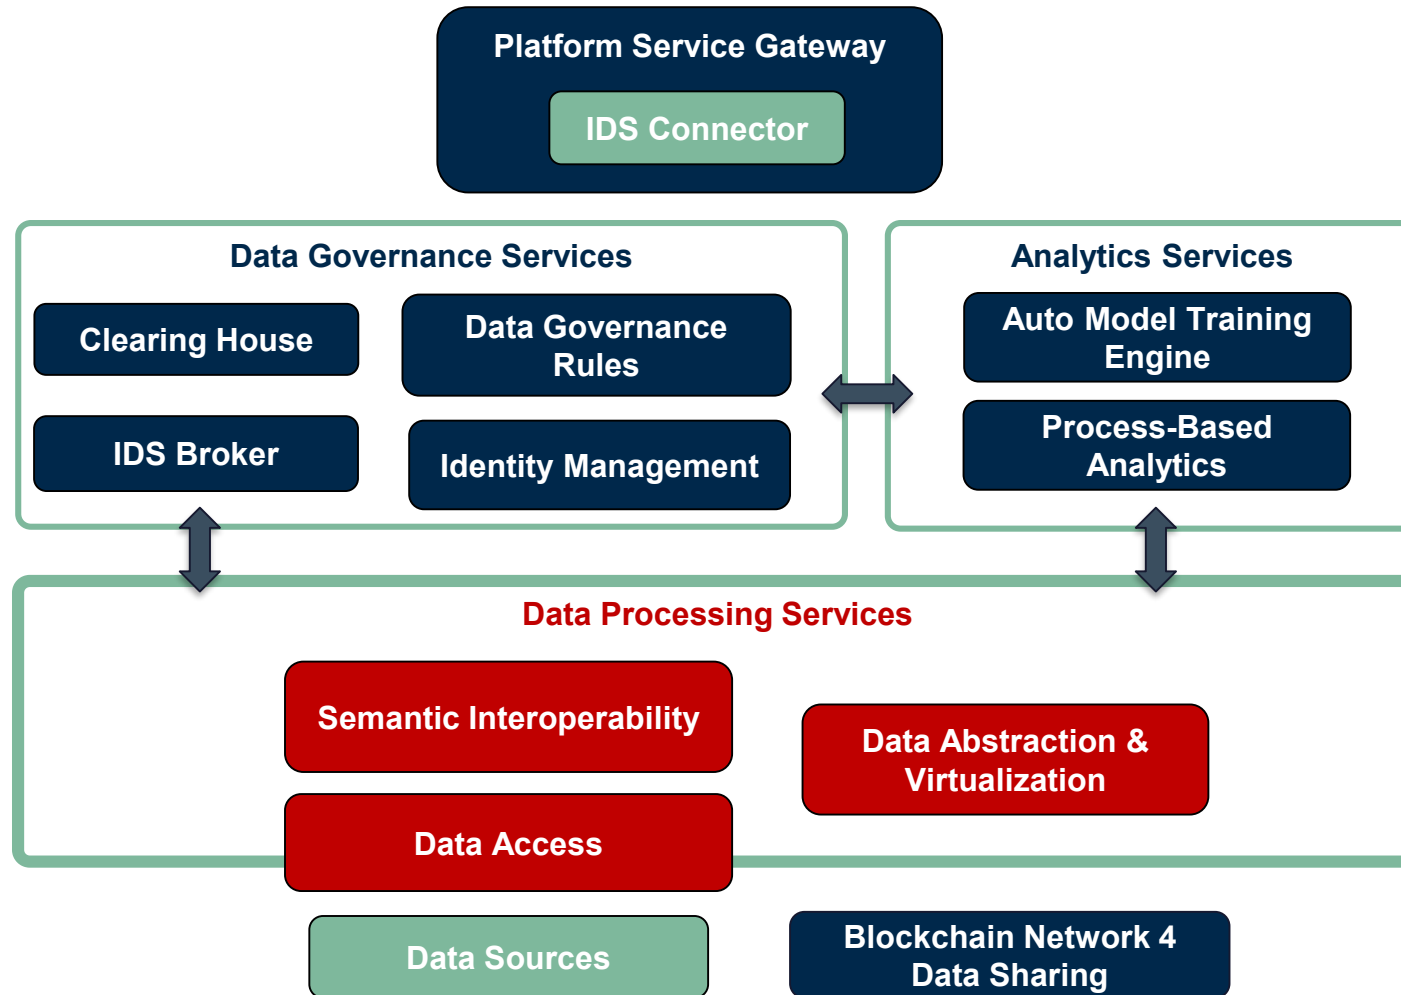 Platform Service Gateway
IDS Connector
Data Governance Services
Clearing House
Data Governance
Rules
IDS Broker
Identity Management
Analytics Services
Auto Model Training
Engine
Process-Based
Analytics
Data Processing Services
Semantic Interoperability
Data Abstraction &
Virtualization
Data Access
Data Sources
Blockchain Network 4
Data Sharing